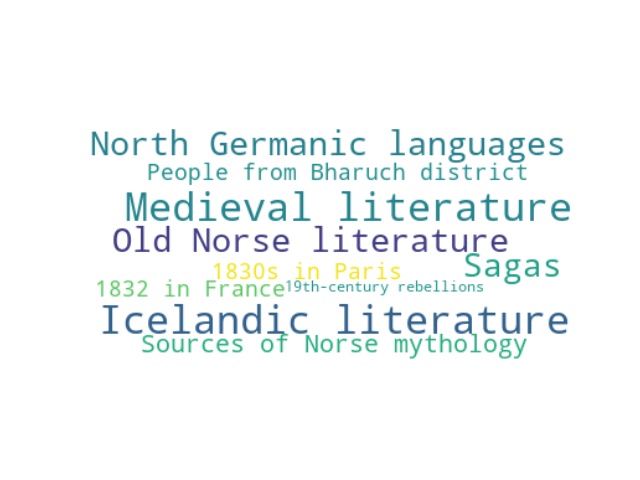 North Germanic languages
People from Bharuch district
Medieval literature
Old Norse literature
Sagas
1830s in Paris
1832 in France
19th-century rebellions
Icelandic literature
Sources of Norse mythology